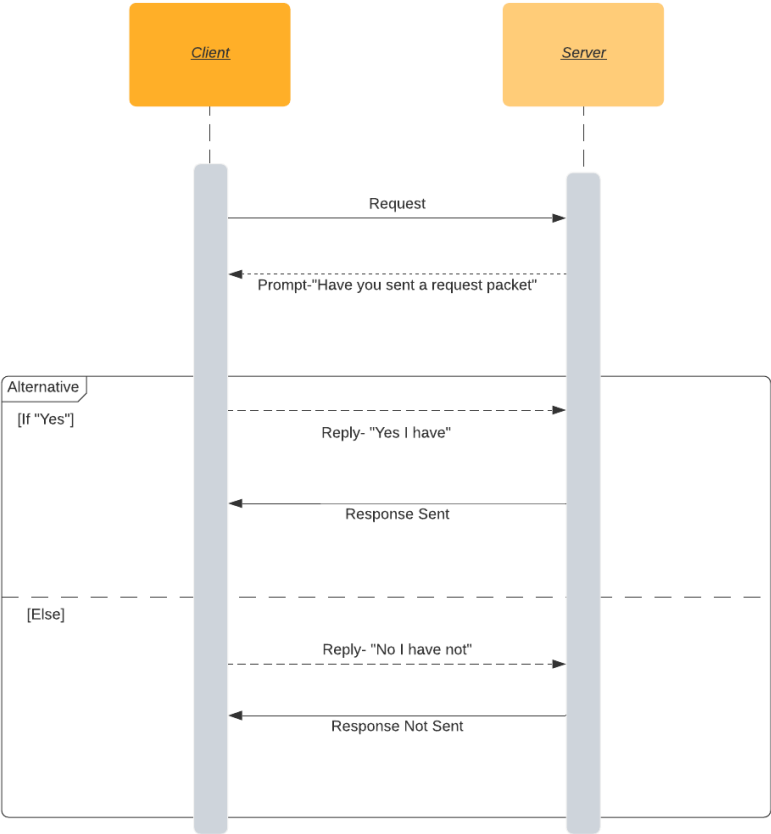 Client
Server
Request
Prompt-"Have you sent a request packet"
Alternative
[If "Yes"]
Reply- "Yes I have"
Response Sent
[Else]
Reply- "No I have not"
Response Not Sent